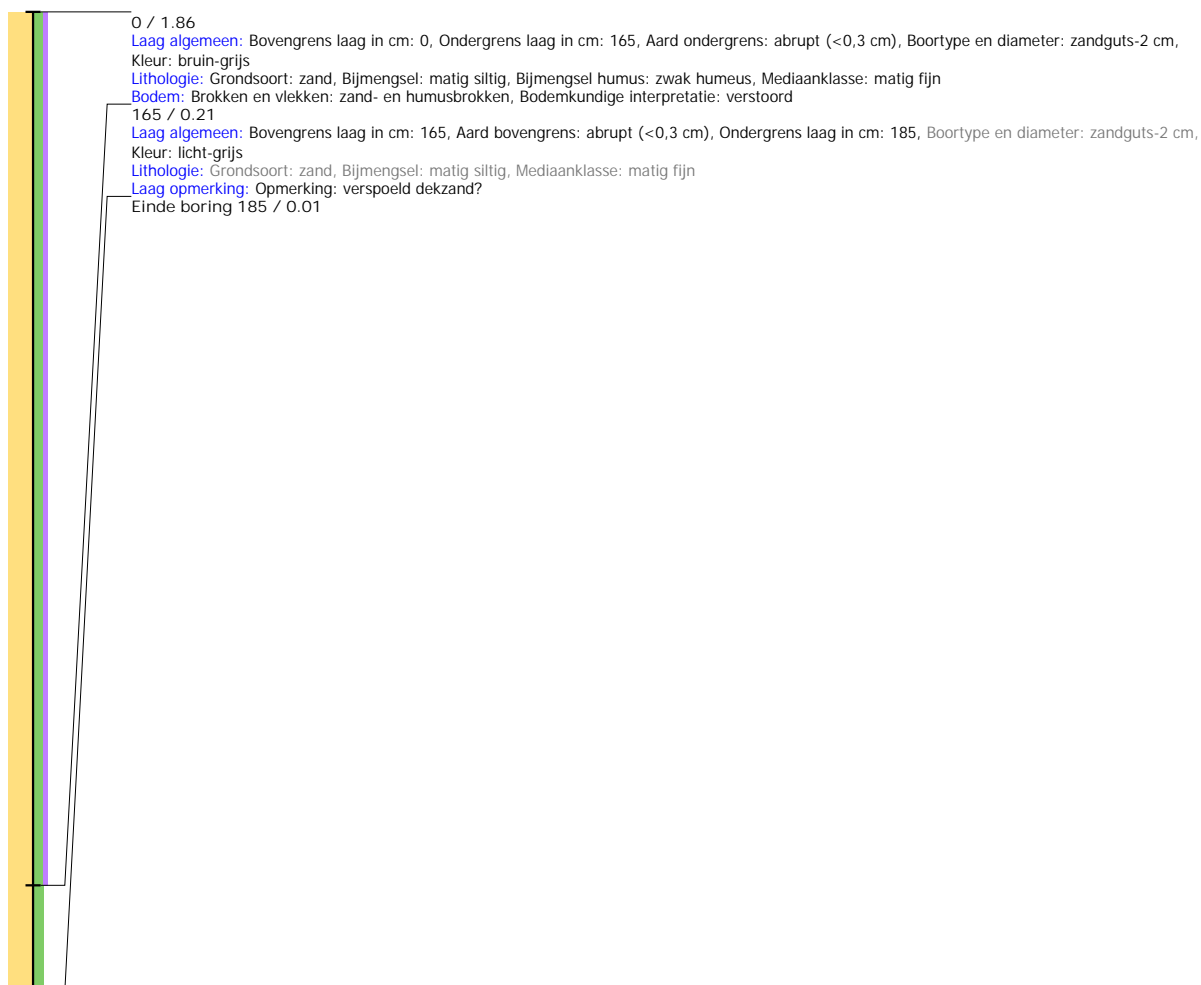 0 / 1.86
Laag algemeen: Bovengrens laag in cm: 0, Ondergrens laag in cm: 165, Aard ondergrens: abrupt (<0,3 cm), Boortype en diameter: zandguts-2 cm,
Kleur: bruin-grijs
Lithologie: Grondsoort: zand, Bijmengsel: matig siltig, Bijmengsel humus: zwak humeus, Mediaanklasse: matig fijn
Bodem: Brokken en vlekken: zand- en humusbrokken, Bodemkundige interpretatie: verstoord
165 / 0.21
Laag algemeen: Bovengrens laag in cm: 165, Aard bovengrens: abrupt (<0,3 cm), Ondergrens laag in cm: 185, Boortype en diameter: zandguts-2 cm,
Kleur: licht-grijs
Lithologie: Grondsoort: zand, Bijmengsel: matig siltig, Mediaanklasse: matig fijn
Laag opmerking: Opmerking: verspoeld dekzand?
Einde boring 185 / 0.01